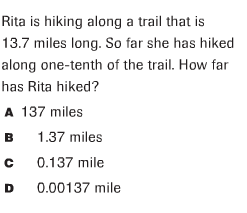 Rita is hiking along a trail that is
13.7 miles long. So far she has hiked
along one-tenth of the trail. How far
has Rita hiked?
A 137 miles
B 1.37 miles
C 0.137 mile
D 0.00137 mile